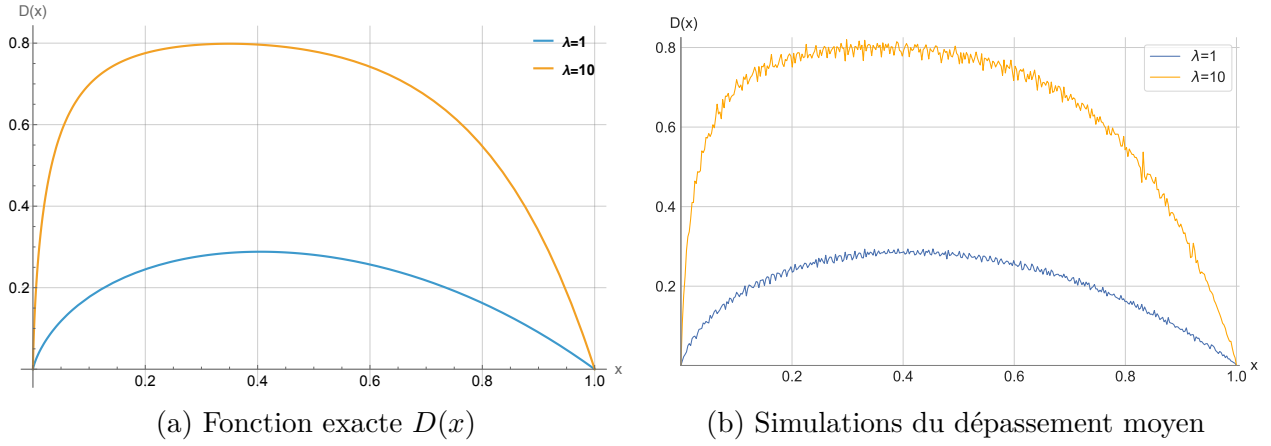 D(x)
0.8
0.6
0.4
0.2
0.2
0.4
0.6
0.8
1.0
x
λ=1
λ=10
(a) Fonction exacte D(x)
D(x)
0.8
0.6
0.4
0.2
0.2
0.4
0.6
0.8
1.0
x
λ=1
λ=10
(b) Simulations du dépassement moyen